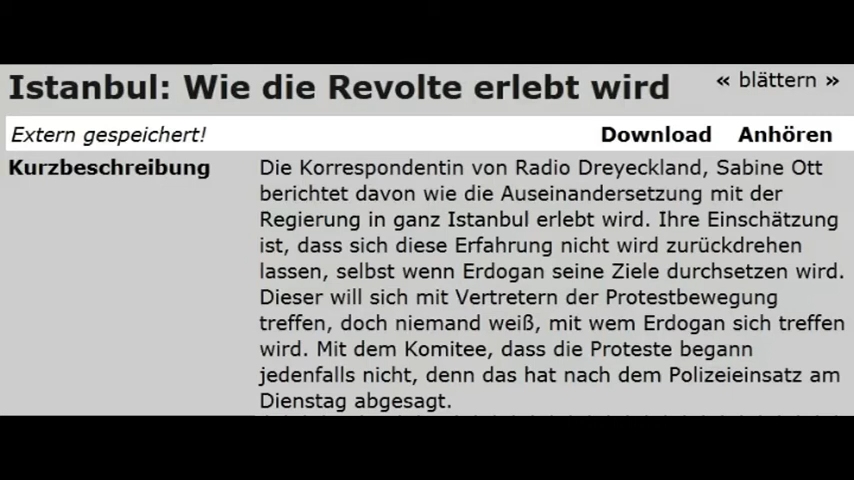 Istanbul: Wie die Revolte erlebt wird
« blättern »
Extern gespeichert!
Download Anhören
Kurzbeschreibung
Die Korrespondentin von Radio Dreyeckland, Sabine Ott
berichtet davon wie die Auseinandersetzung mit der
Regierung in ganz Istanbul erlebt wird. Ihre Einschätzung
ist, dass sich diese Erfahrung nicht wird zurückdrehen
lassen, selbst wenn Erdogan seine Ziele durchsetzen wird.
Dieser will sich mit Vertretern der Protestbewegung
treffen, doch niemand weiß, mit wem Erdogan sich treffen
wird. Mit dem Komitee, dass die Proteste begann
jedenfalls nicht, denn das hat nach dem Polizeieinsatz am
Dienstag abgesagt.